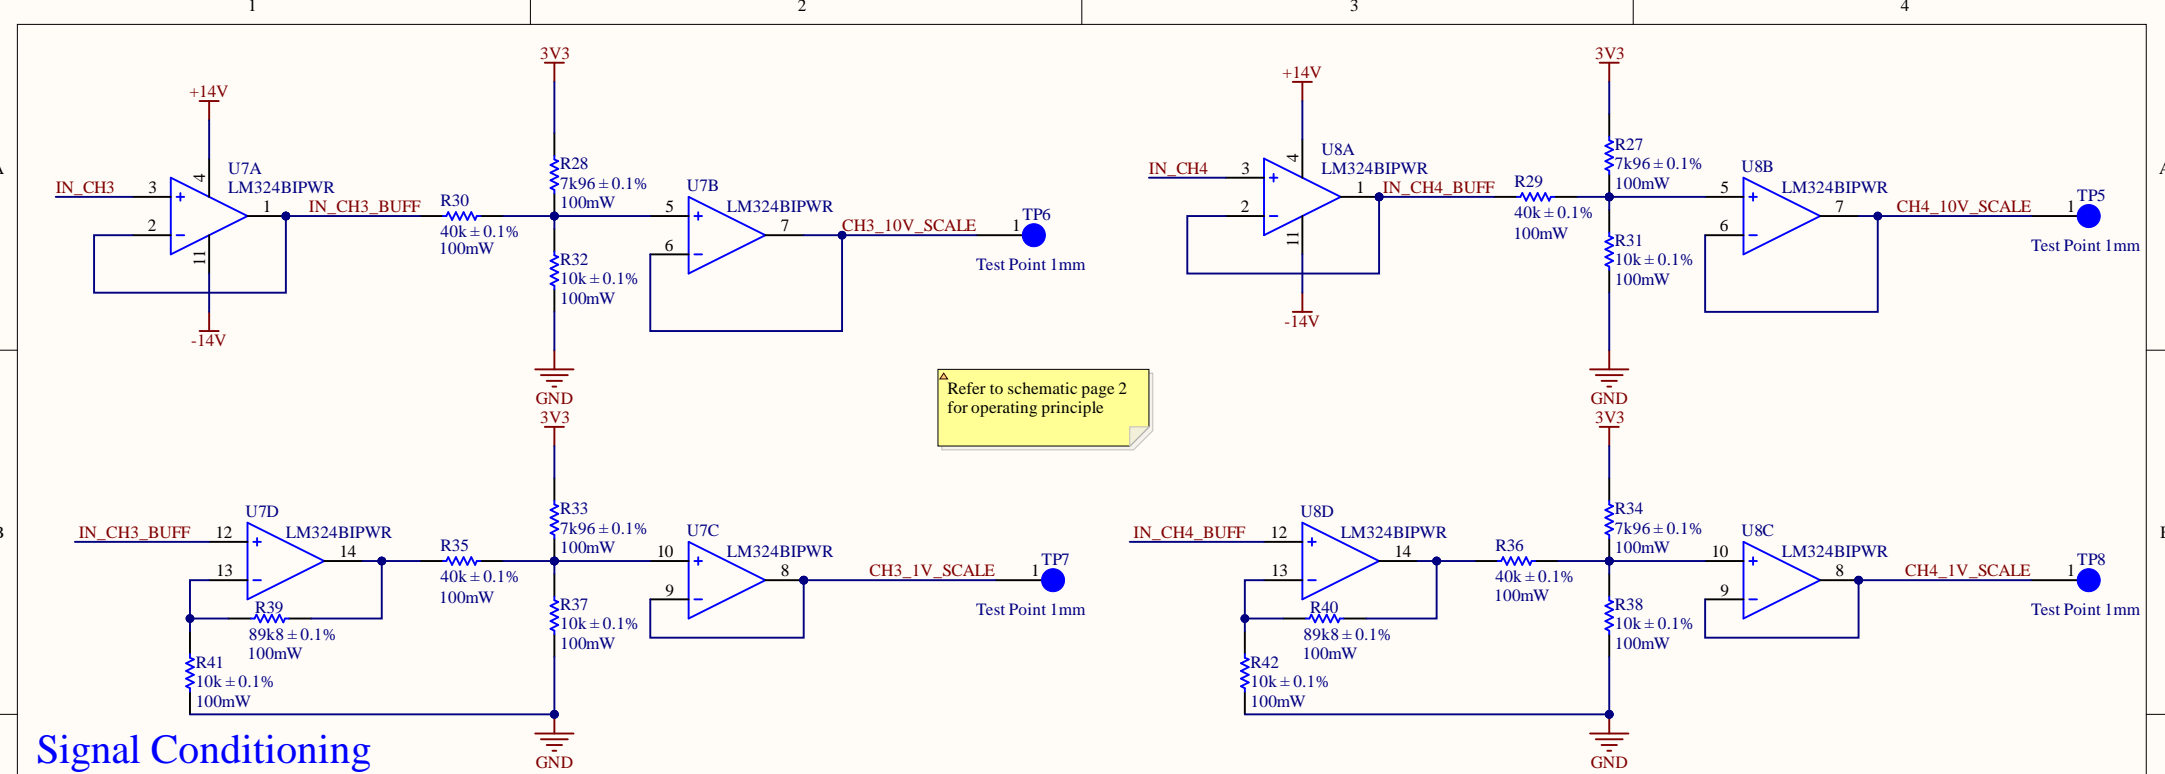 1
2
3
4
A
A
B
B
+14V
U7A
LM324BIPWR
IN_CH3
3
2
4
11
1
-14V
IN_CH3_BUFF
R30
40k ± 0.1%
100mW
3V3
R28
7k96 ± 0.1%
100mW
R32
10k ± 0.1%
100mW
GND
U7B
LM324BIPWR
5
6
7
CH3_10V_SCALE
1
TP6
Test Point 1mm
+14V
U8A
LM324BIPWR
IN_CH4
3
2
4
11
1
-14V
IN_CH4_BUFF
R29
40k ± 0.1%
100mW
3V3
R27
7k96 ± 0.1%
100mW
R31
10k ± 0.1%
100mW
GND
U8B
LM324BIPWR
5
6
7
CH4_10V_SCALE
1
TP5
Test Point 1mm
Refer to schematic page 2
for operating principle
U7D
LM324BIPWR
IN_CH3_BUFF
12
13
14
R39
89k8 ± 0.1%
100mW
R41
10k ± 0.1%
100mW
R35
40k ± 0.1%
100mW
3V3
R33
7k96 ± 0.1%
100mW
R37
10k ± 0.1%
100mW
GND
U7C
LM324BIPWR
10
9
8
CH3_1V_SCALE
1
TP7
Test Point 1mm
U8D
LM324BIPWR
IN_CH4_BUFF
12
13
14
R40
89k8 ± 0.1%
100mW
R42
10k ± 0.1%
100mW
R36
40k ± 0.1%
100mW
3V3
R34
7k96 ± 0.1%
100mW
R38
10k ± 0.1%
100mW
GND
U8C
LM324BIPWR
10
9
8
CH4_1V_SCALE
1
TP8
Test Point 1mm
Signal Conditioning